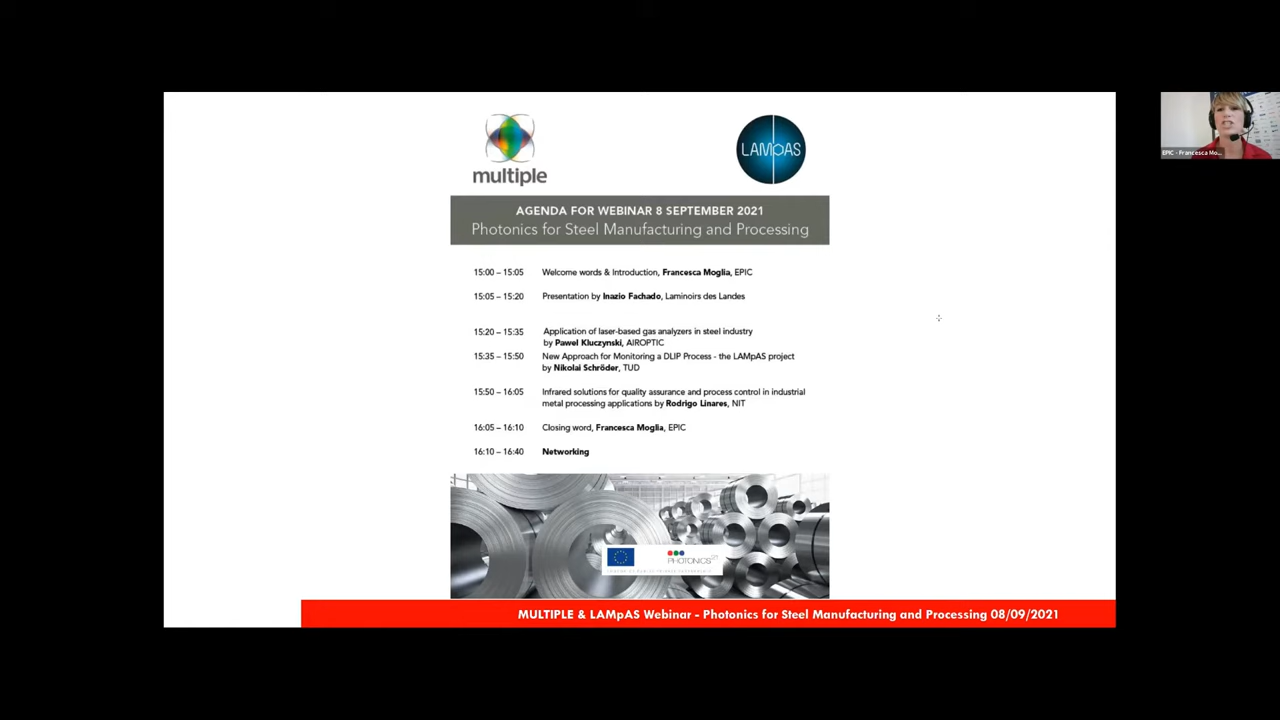 multiple
LAMpAS
EPIC - Francesca Mo...
AGENDA FOR WEBINAR 8 SEPTEMBER 2021
Photonics for Steel Manufacturing and Processing
15:00 – 15:05 Welcome words & Introduction, Francesca Moglia, EPIC
15:05 – 15:20 Presentation by Inazio Fachado, Laminoirs des Landes
15:20 – 15:35 Application of laser-based gas analyzers in steel industry
by Pawel Kluczynski, AIROPTIC
15:35 – 15:50 New Approach for Monitoring a DLIP Process - the LAMpAS project
by Nikolai Schröder, TUD
15:50 – 16:05 Infrared solutions for quality assurance and process control in industrial
metal processing applications by Rodrigo Linares, NIT
16:05 – 16:10 Closing word, Francesca Moglia, EPIC
16:10 – 16:40 Networking
PHOTONICS21
MULTIPLE & LAMpAS Webinar - Photonics for Steel Manufacturing and Processing 08/09/2021